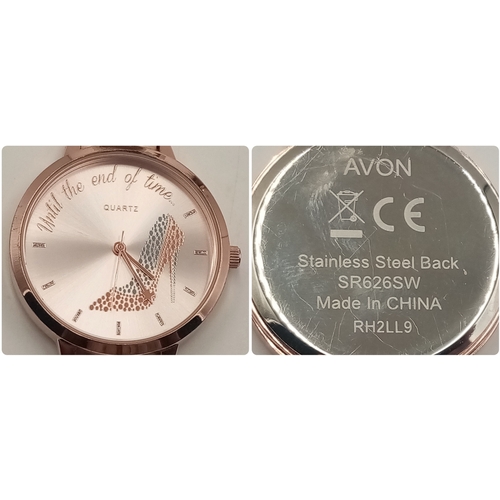 Until the end of time...
QUARTZ
AVON
CE
Stainless Steel Back
SR626SW
Made In CHINA
RH2LL9